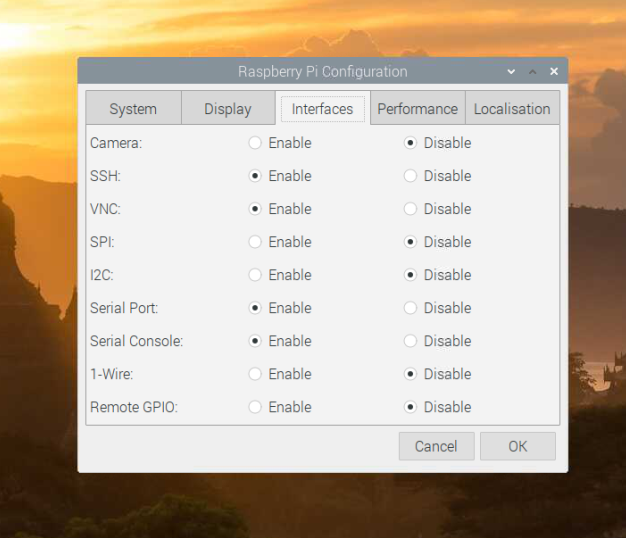 Raspberry Pi Configuration
System Display Interfaces Performance Localisation
Camera: Enable Disable
SSH: Enable Disable
VNC: Enable Disable
SPI: Enable Disable
I2C: Enable Disable
Serial Port: Enable Disable
Serial Console: Enable Disable
1-Wire: Enable Disable
Remote GPIO: Enable Disable
Cancel OK